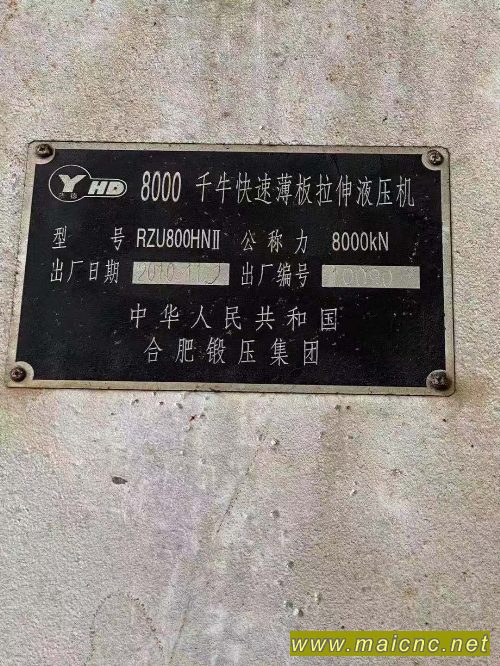 YHD 8000 千牛快速薄板拉伸液压机
型 号 RZU800HNⅡ 公 称 力 8000kN
出厂日期 2010 11 出厂编号
中华人民共和国
合肥锻压集团
www.maicnc.net